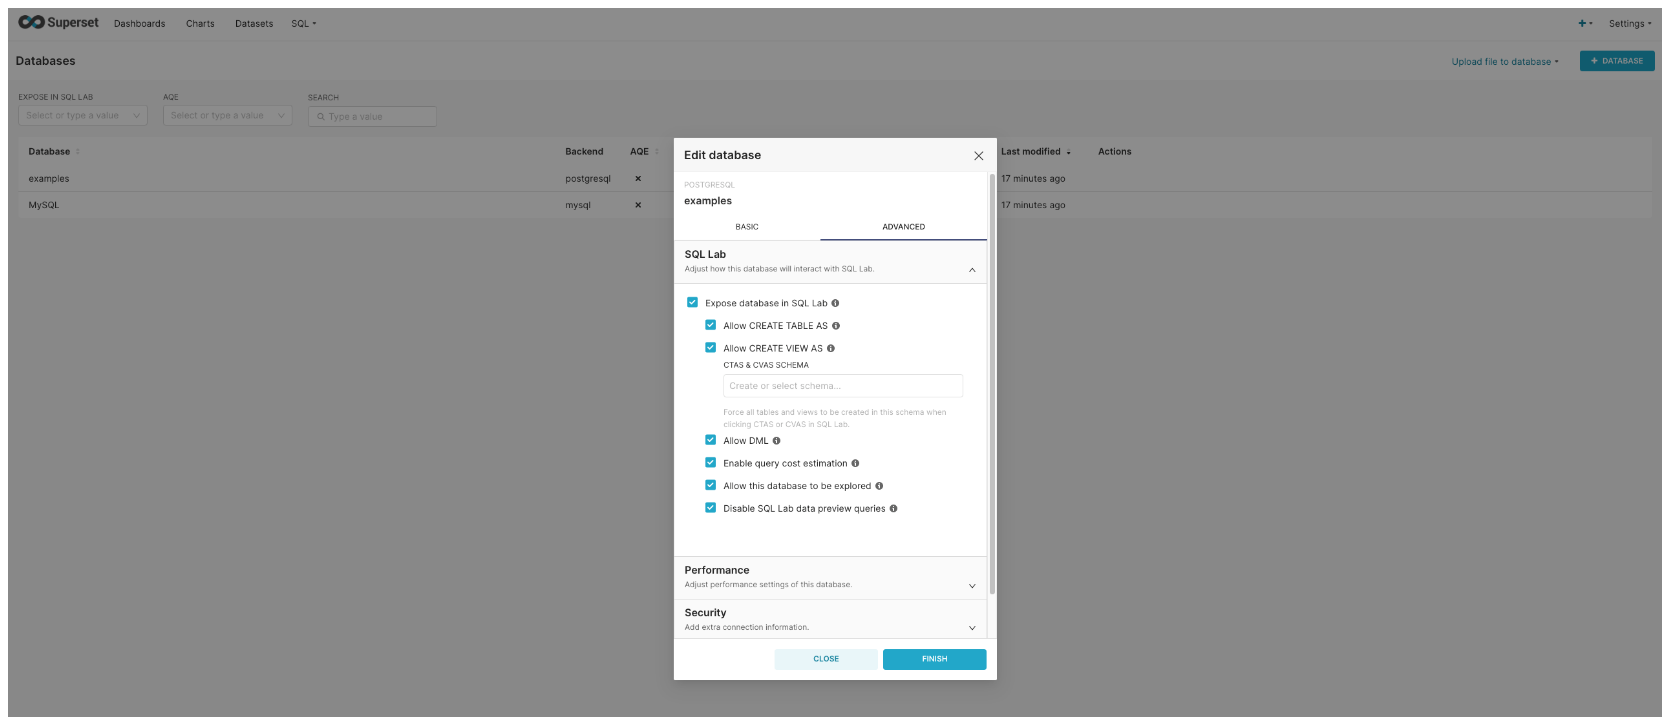 Superset
Dashboards Charts Datasets SQL
+ Settings
Databases
Upload file to database
+ DATABASE
EXPOSE IN SQL LAB AQE SEARCH
Select or type a value Select or type a value Type a value
Database Backend AQE Last modified Actions
examples postgresql 17 minutes ago
MySQL mysql 17 minutes ago
Edit database
POSTGRESQL
examples
BASIC ADVANCED
SQL Lab
Adjust how this database will interact with SQL Lab.
Expose database in SQL Lab
Allow CREATE TABLE AS
Allow CREATE VIEW AS
CTAS & CVAS SCHEMA
Create or select schema...
Force all tables and views to be created in this schema when
clicking CTAS or CVAS in SQL Lab.
Allow DML
Enable query cost estimation
Allow this database to be explored
Disable SQL Lab data preview queries
Performance
Adjust performance settings of this database.
Security
Add extra connection information.
CLOSE FINISH